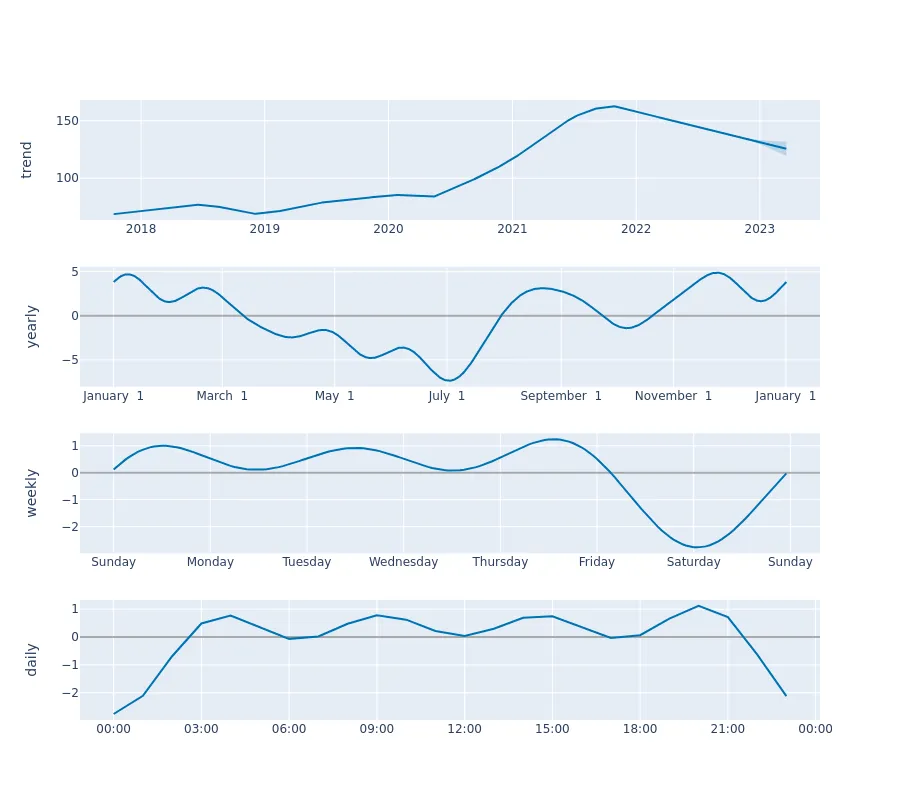 trend
150
100
2018 2019 2020 2021 2022 2023
yearly
5
0
−5
January 1 March 1 May 1 July 1 September 1 November 1 January 1
weekly
1
0
−1
−2
Sunday Monday Tuesday Wednesday Thursday Friday Saturday Sunday
daily
1
0
−1
−2
00:00 03:00 06:00 09:00 12:00 15:00 18:00 21:00 00:00